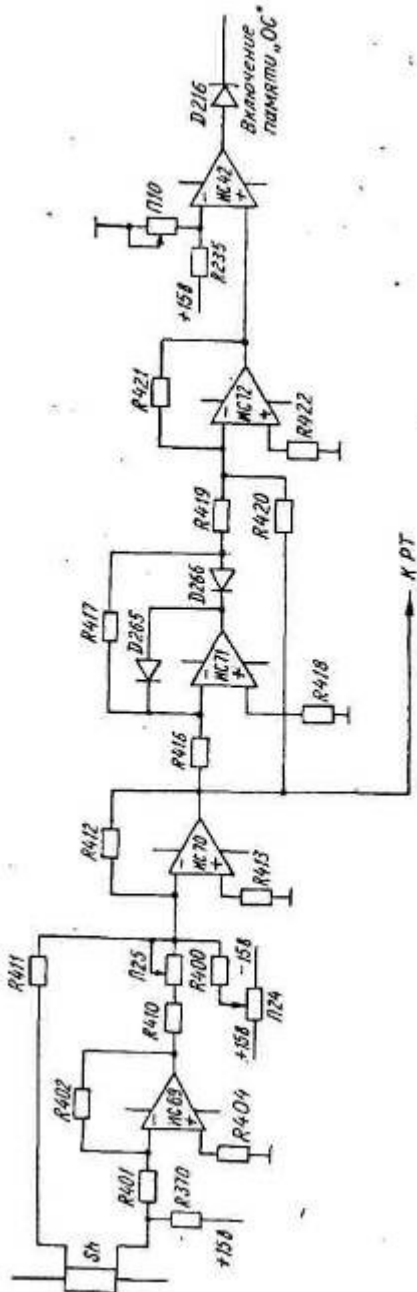 Sh
R411
+15В
R370
R401
R402
ИС69
R404
R410
П25
R400
+15В
П24
-15В
R412
ИС70
R413
R416
R417
D265
ИС71
R418
D266
R419
R420
К РТ
R421
ИС72
R422
+15В
R235
П10
ИС42
D216
Включение
памяти „ОС"